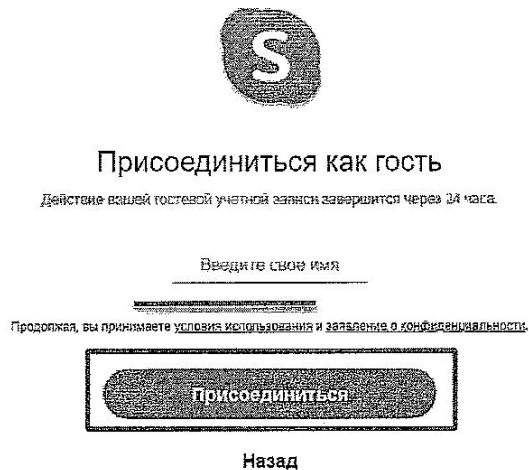 S
Присоединиться как гость
Действие вашей гостевой учетной записи завершится через 24 часа.
Введите свое имя
Продолжая, вы принимаете условия использования и заявление о конфиденциальности.
Присоединиться
Назад